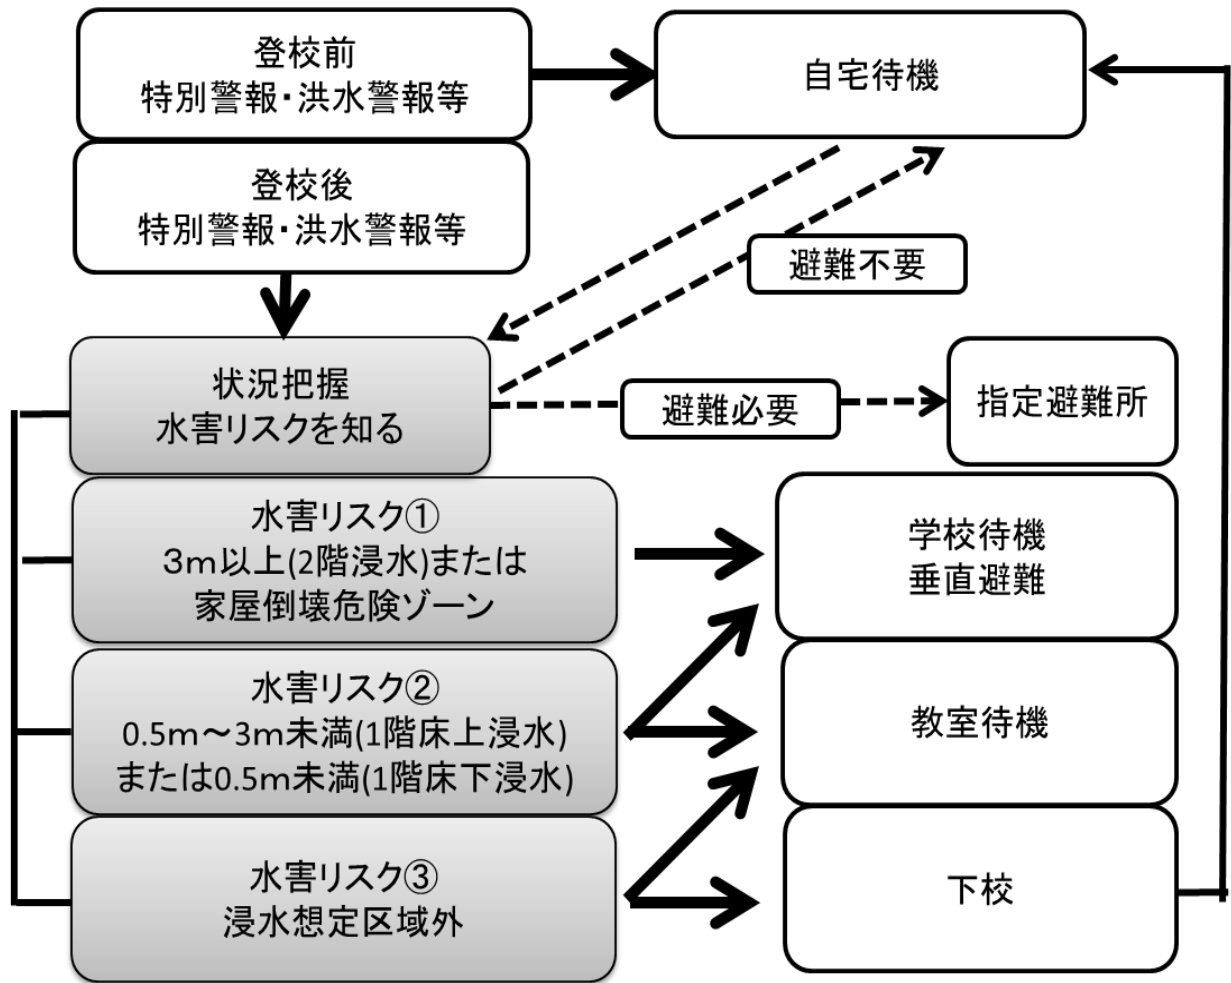 登校前
特別警報・洪水警報等
自宅待機
登校後
特別警報・洪水警報等
避難不要
状況把握
水害リスクを知る
避難必要
指定避難所
水害リスク①
3m以上(2階浸水)または
家屋倒壊危険ゾーン
学校待機
垂直避難
水害リスク②
0.5m～3m未満(1階床上浸水)
または0.5m未満(1階床下浸水)
教室待機
水害リスク③
浸水想定区域外
下校